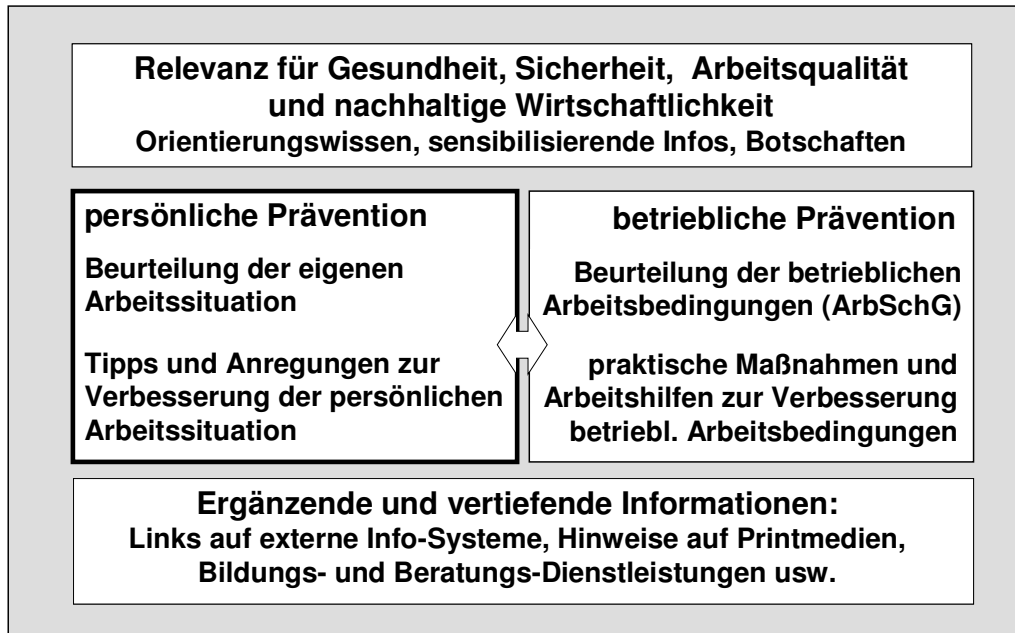 Relevanz für Gesundheit, Sicherheit, Arbeitsqualität
und nachhaltige Wirtschaftlichkeit
Orientierungswissen, sensibilisierende Infos, Botschaften
persönliche Prävention
Beurteilung der eigenen
Arbeitssituation
Tipps und Anregungen zur
Verbesserung der persönlichen
Arbeitssituation
betriebliche Prävention
Beurteilung der betrieblichen
Arbeitsbedingungen (ArbSchG)
praktische Maßnahmen und
Arbeitshilfen zur Verbesserung
betriebl. Arbeitsbedingungen
Ergänzende und vertiefende Informationen:
Links auf externe Info-Systeme, Hinweise auf Printmedien,
Bildungs- und Beratungs-Dienstleistungen usw.